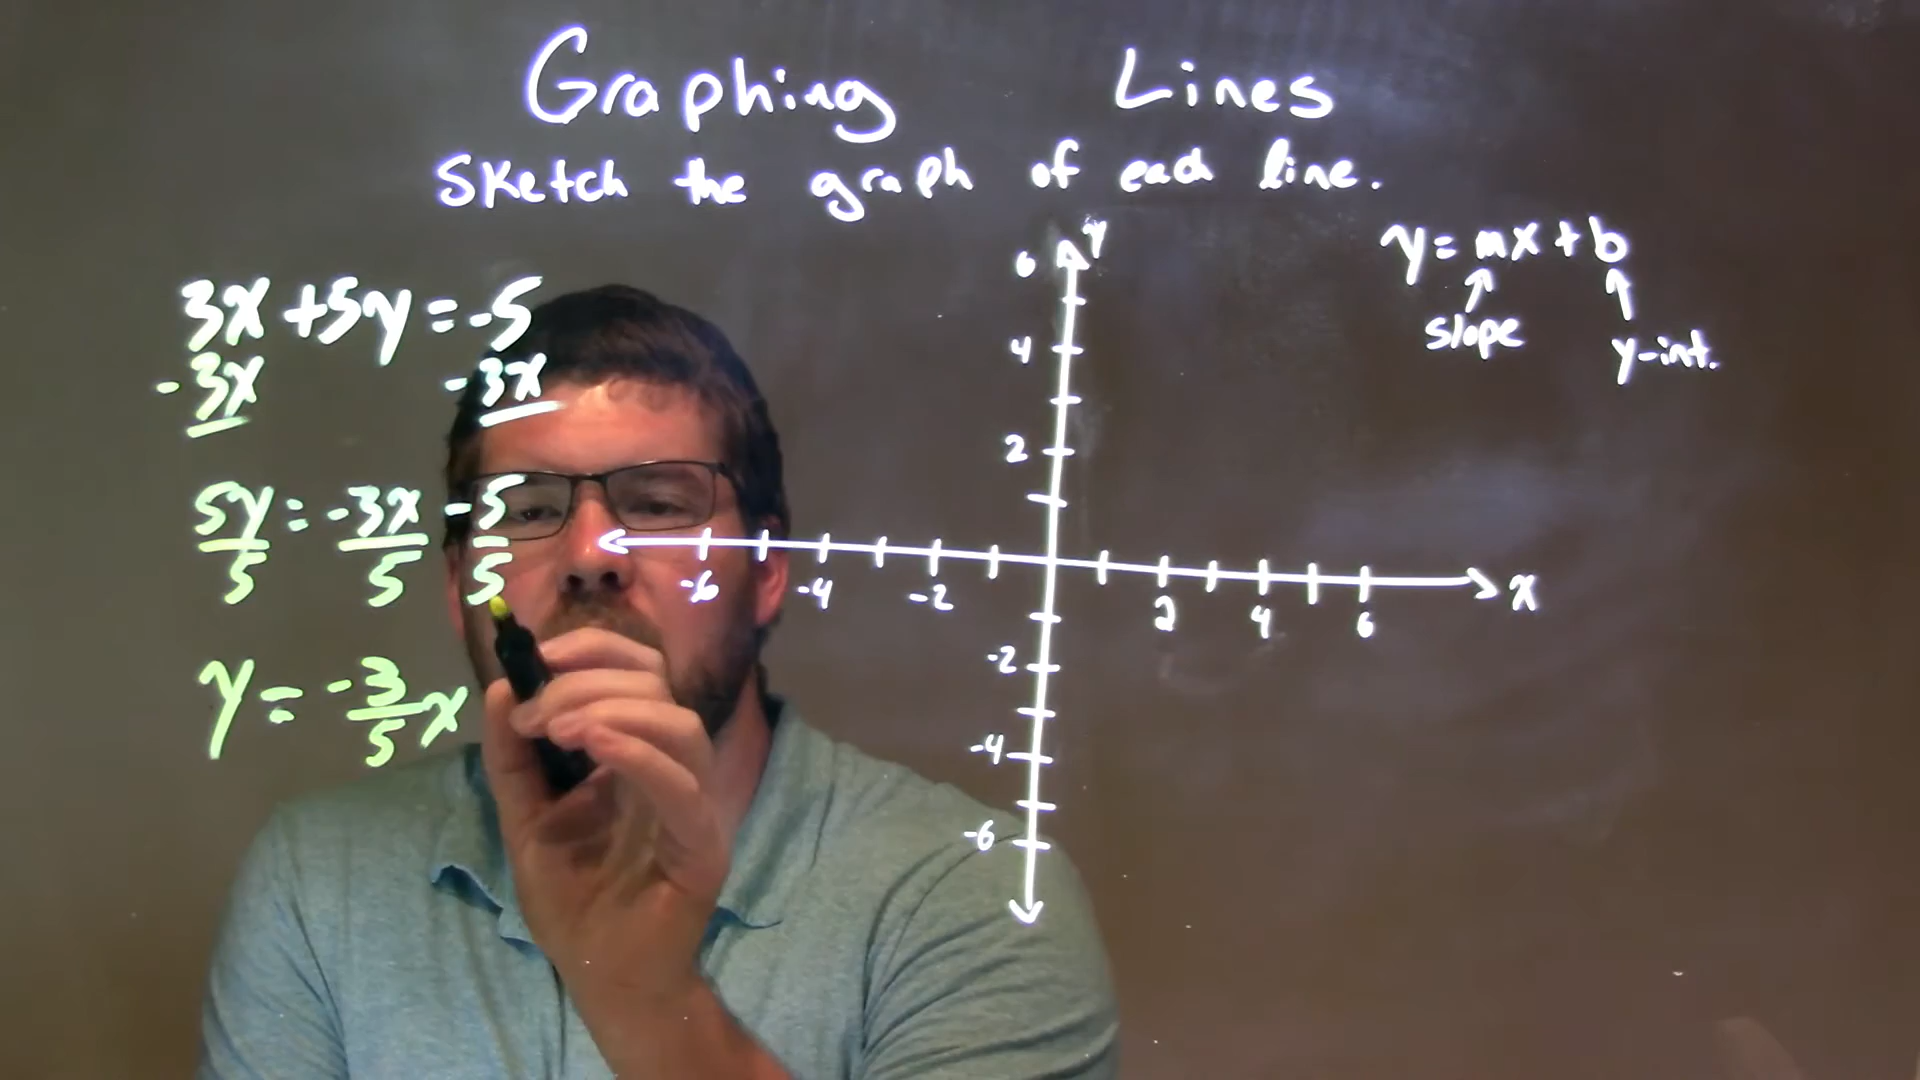 Graphing Lines
Sketch the graph of each line.
y = mx + b
slope
y-int.
3x + 5y = -5
-3x -3x
5y = -3x - 5
5 5 5
y = -3/5 x
y
6
4
2
-6 -4 -2 2 4 6 x
-2
-4
-6